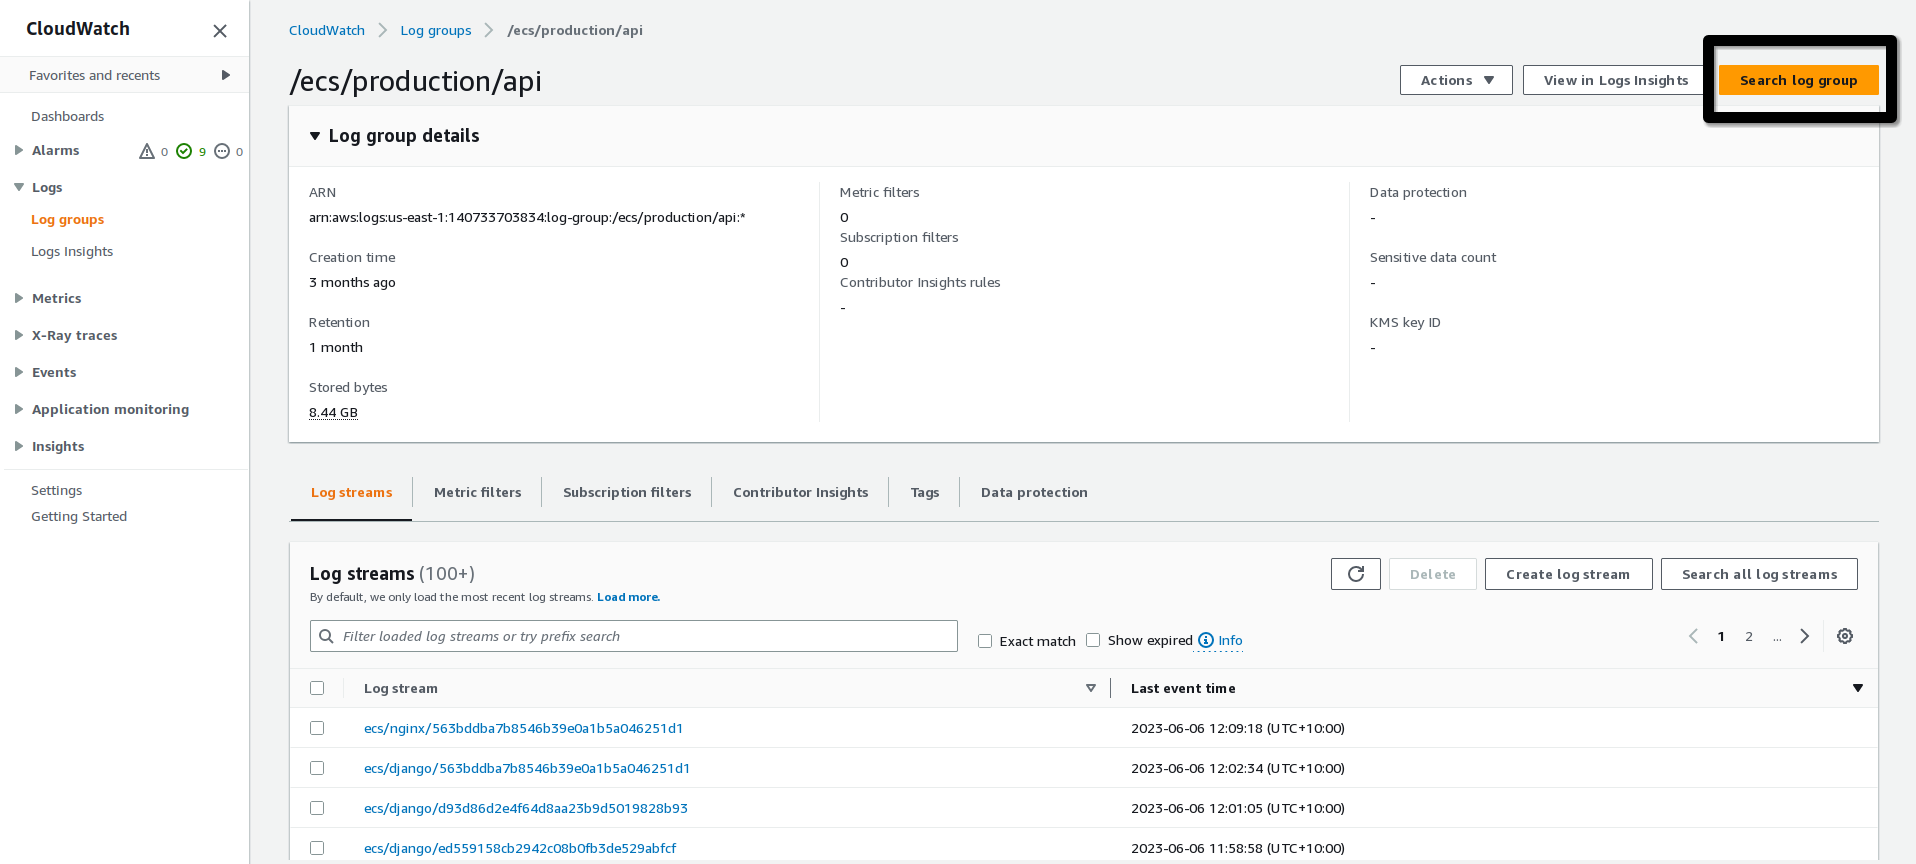 CloudWatch
Favorites and recents
Dashboards
Alarms 0 9 0
Logs
Log groups
Logs Insights
Metrics
X-Ray traces
Events
Application monitoring
Insights
Settings
Getting Started
CloudWatch Log groups /ecs/production/api
/ecs/production/api
Actions View in Logs Insights Search log group
Log group details
ARN
arn:aws:logs:us-east-1:140733703834:log-group:/ecs/production/api:*
Creation time
3 months ago
Retention
1 month
Stored bytes
8.44 GB
Metric filters
0
Subscription filters
0
Contributor Insights rules
-
Data protection
-
Sensitive data count
-
KMS key ID
-
Log streams Metric filters Subscription filters Contributor Insights Tags Data protection
Log streams (100+)
By default, we only load the most recent log streams. Load more.
Delete Create log stream Search all log streams
Filter loaded log streams or try prefix search
Exact match Show expired Info
1 2 ...
Log stream Last event time
ecs/nginx/563bddba7b8546b39e0a1b5a046251d1 2023-06-06 12:09:18 (UTC+10:00)
ecs/django/563bddba7b8546b39e0a1b5a046251d1 2023-06-06 12:02:34 (UTC+10:00)
ecs/django/d93d86d2e4f64d8aa23b9d5019828b93 2023-06-06 12:01:05 (UTC+10:00)
ecs/django/ed559158cb2942c08b0fb3de529abfcf 2023-06-06 11:58:58 (UTC+10:00)